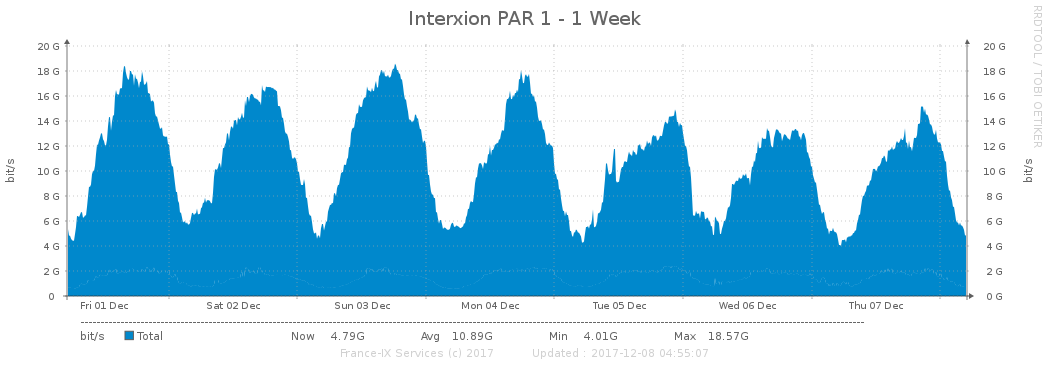 Interxion PAR 1 - 1 Week
RRDTOOL / TOBI OETIKER
20 G 20 G
18 G 18 G
16 G 16 G
14 G 14 G
12 G 12 G
10 G 10 G
8 G 8 G
6 G 6 G
4 G 4 G
2 G 2 G
0 0 G
bit/s bit/s
Fri 01 Dec Sat 02 Dec Sun 03 Dec Mon 04 Dec Tue 05 Dec Wed 06 Dec Thu 07 Dec
bit/s Total Now 4.79G Avg 10.89G Min 4.01G Max 18.57G
France-IX Services (c) 2017 Updated : 2017-12-08 04:55:07